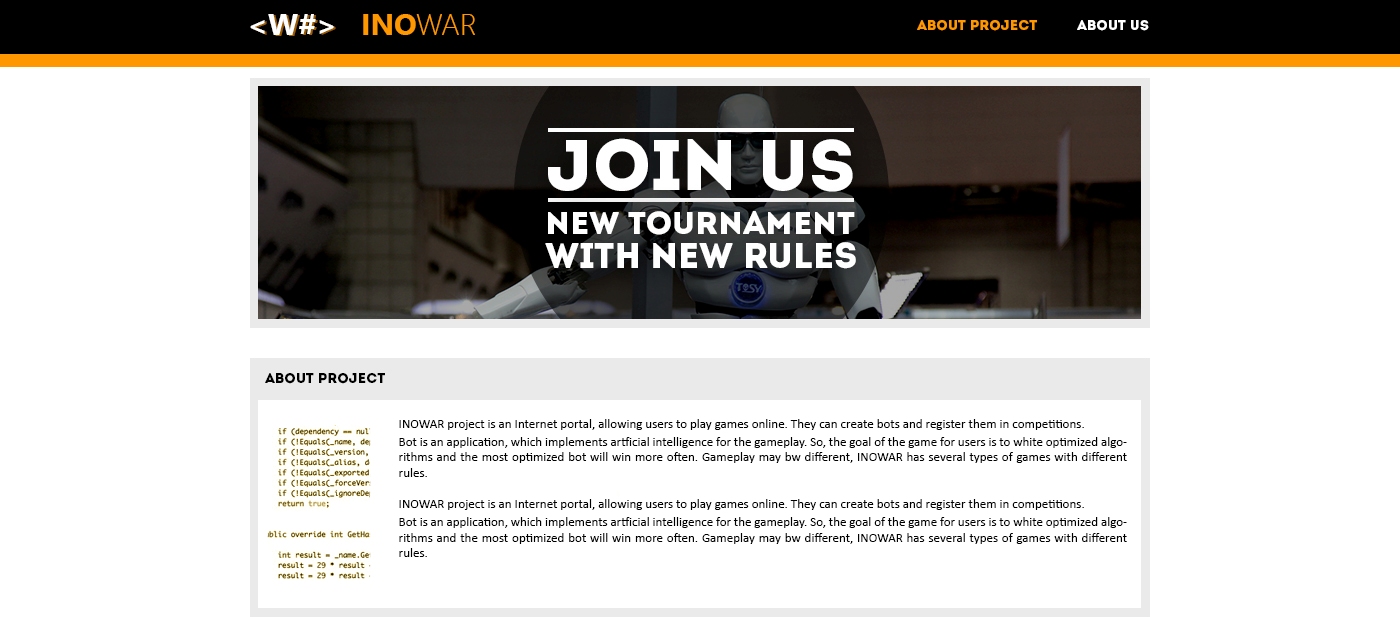 <W#> INOWAR ABOUT PROJECT ABOUT US
JOIN US
NEW TOURNAMENT
WITH NEW RULES
TOSY
ABOUT PROJECT
if (dependency == nul
if (!Equals(_name, de
if (!Equals(_version,
if (!Equals(_alias, d
if (!Equals(_exported
if (!Equals(_forceVer
if (!Equals(_ignoreDe
return true;
blic override int GetHa
int result = _name.Ge
result = 29 * result
result = 29 * result
INOWAR project is an Internet portal, allowing users to play games online. They can create bots and register them in competitions.
Bot is an application, which implements artficial intelligence for the gameplay. So, the goal of the game for users is to white optimized algo-
rithms and the most optimized bot will win more often. Gameplay may bw different, INOWAR has several types of games with different
rules.
INOWAR project is an Internet portal, allowing users to play games online. They can create bots and register them in competitions.
Bot is an application, which implements artficial intelligence for the gameplay. So, the goal of the game for users is to white optimized algo-
rithms and the most optimized bot will win more often. Gameplay may bw different, INOWAR has several types of games with different
rules.